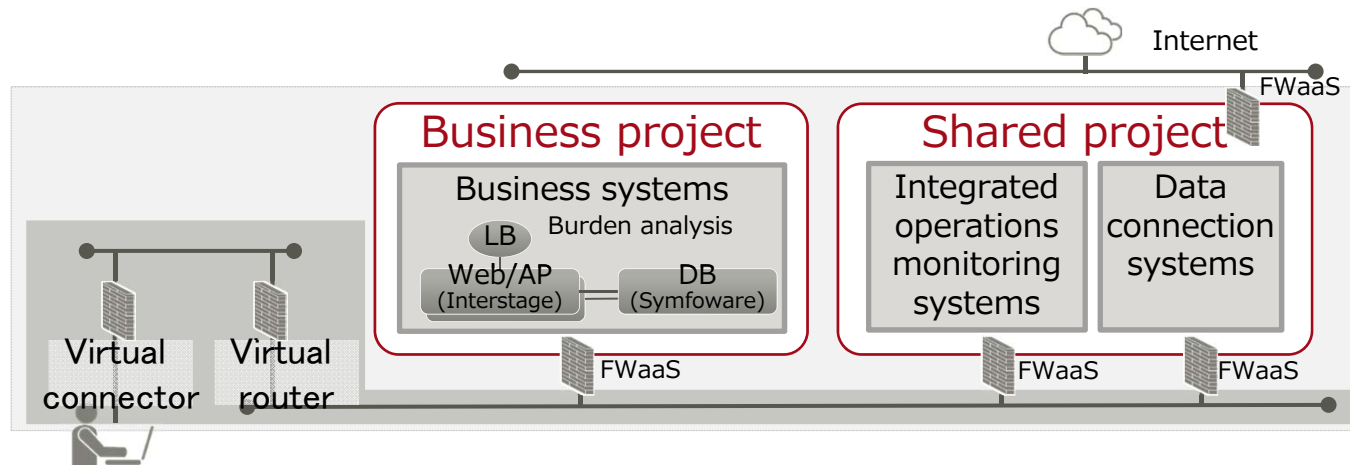 Internet
FWaaS
Business project
Shared project
Business systems
Burden analysis
LB
Web/AP
(Interstage)
DB
(Symfoware)
Integrated
operations
monitoring
systems
Data
connection
systems
Virtual
connector
Virtual
router
FWaaS
FWaaS
FWaaS